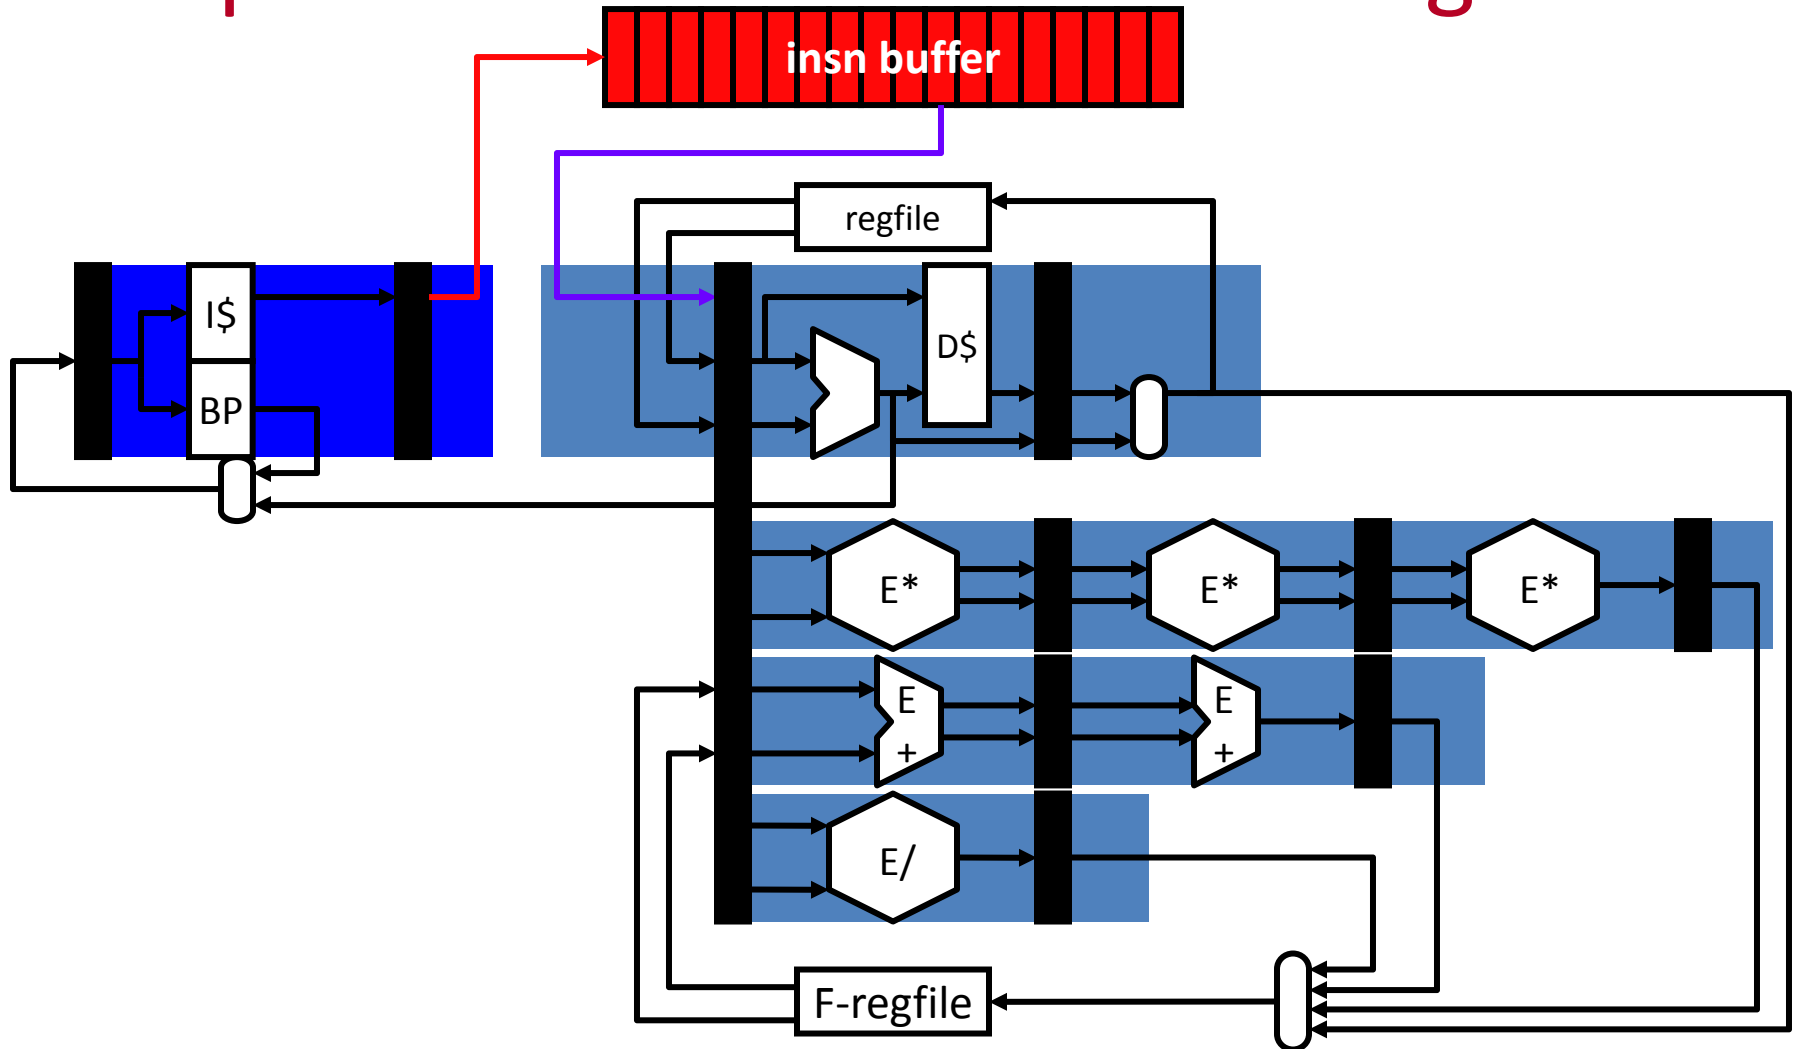 insn buffer
regfile
I$
D$
BP
E*
E*
E*
E
+
E
+
E/
F-regfile